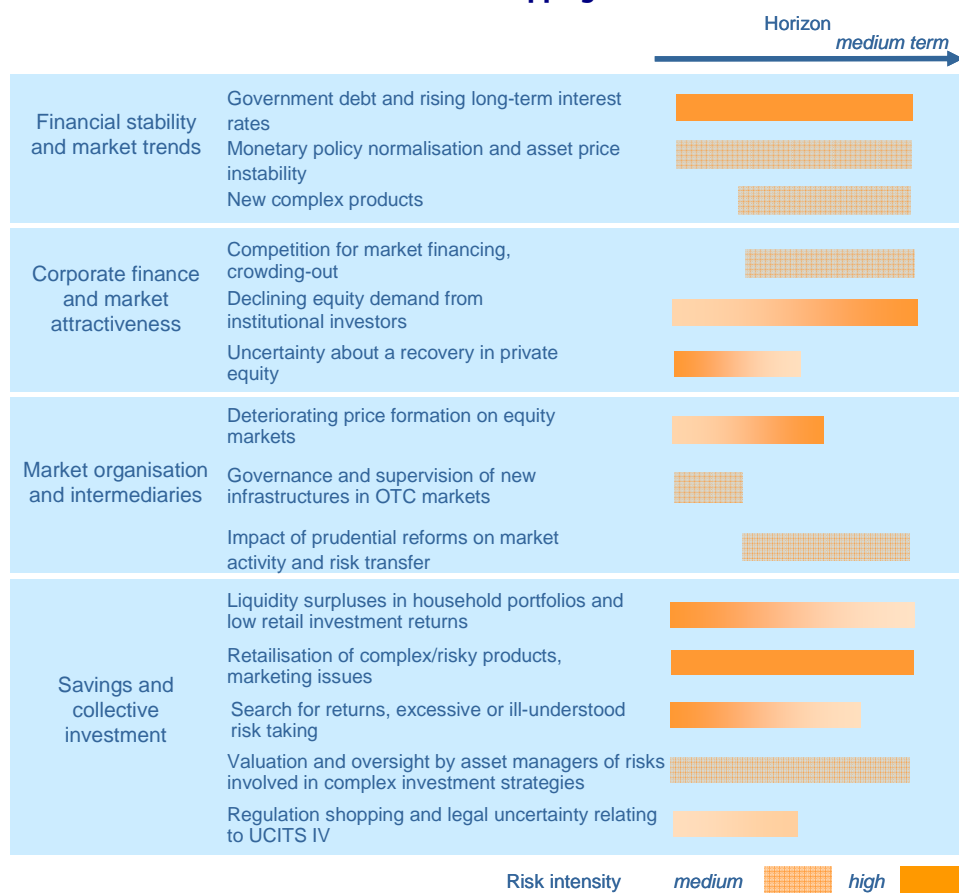 Horizon
medium term
Financial stability
and market trends
Government debt and rising long-term interest
rates
Monetary policy normalisation and asset price
instability
New complex products
Corporate finance
and market
attractiveness
Competition for market financing,
crowding-out
Declining equity demand from
institutional investors
Uncertainty about a recovery in private
equity
Market organisation
and intermediaries
Deteriorating price formation on equity
markets
Governance and supervision of new
infrastructures in OTC markets
Impact of prudential reforms on market
activity and risk transfer
Savings and
collective
investment
Liquidity surpluses in household portfolios and
low retail investment returns
Retailisation of complex/risky products,
marketing issues
Search for returns, excessive or ill-understood
risk taking
Valuation and oversight by asset managers of risks
involved in complex investment strategies
Regulation shopping and legal uncertainty relating
to UCITS IV
Risk intensity medium high